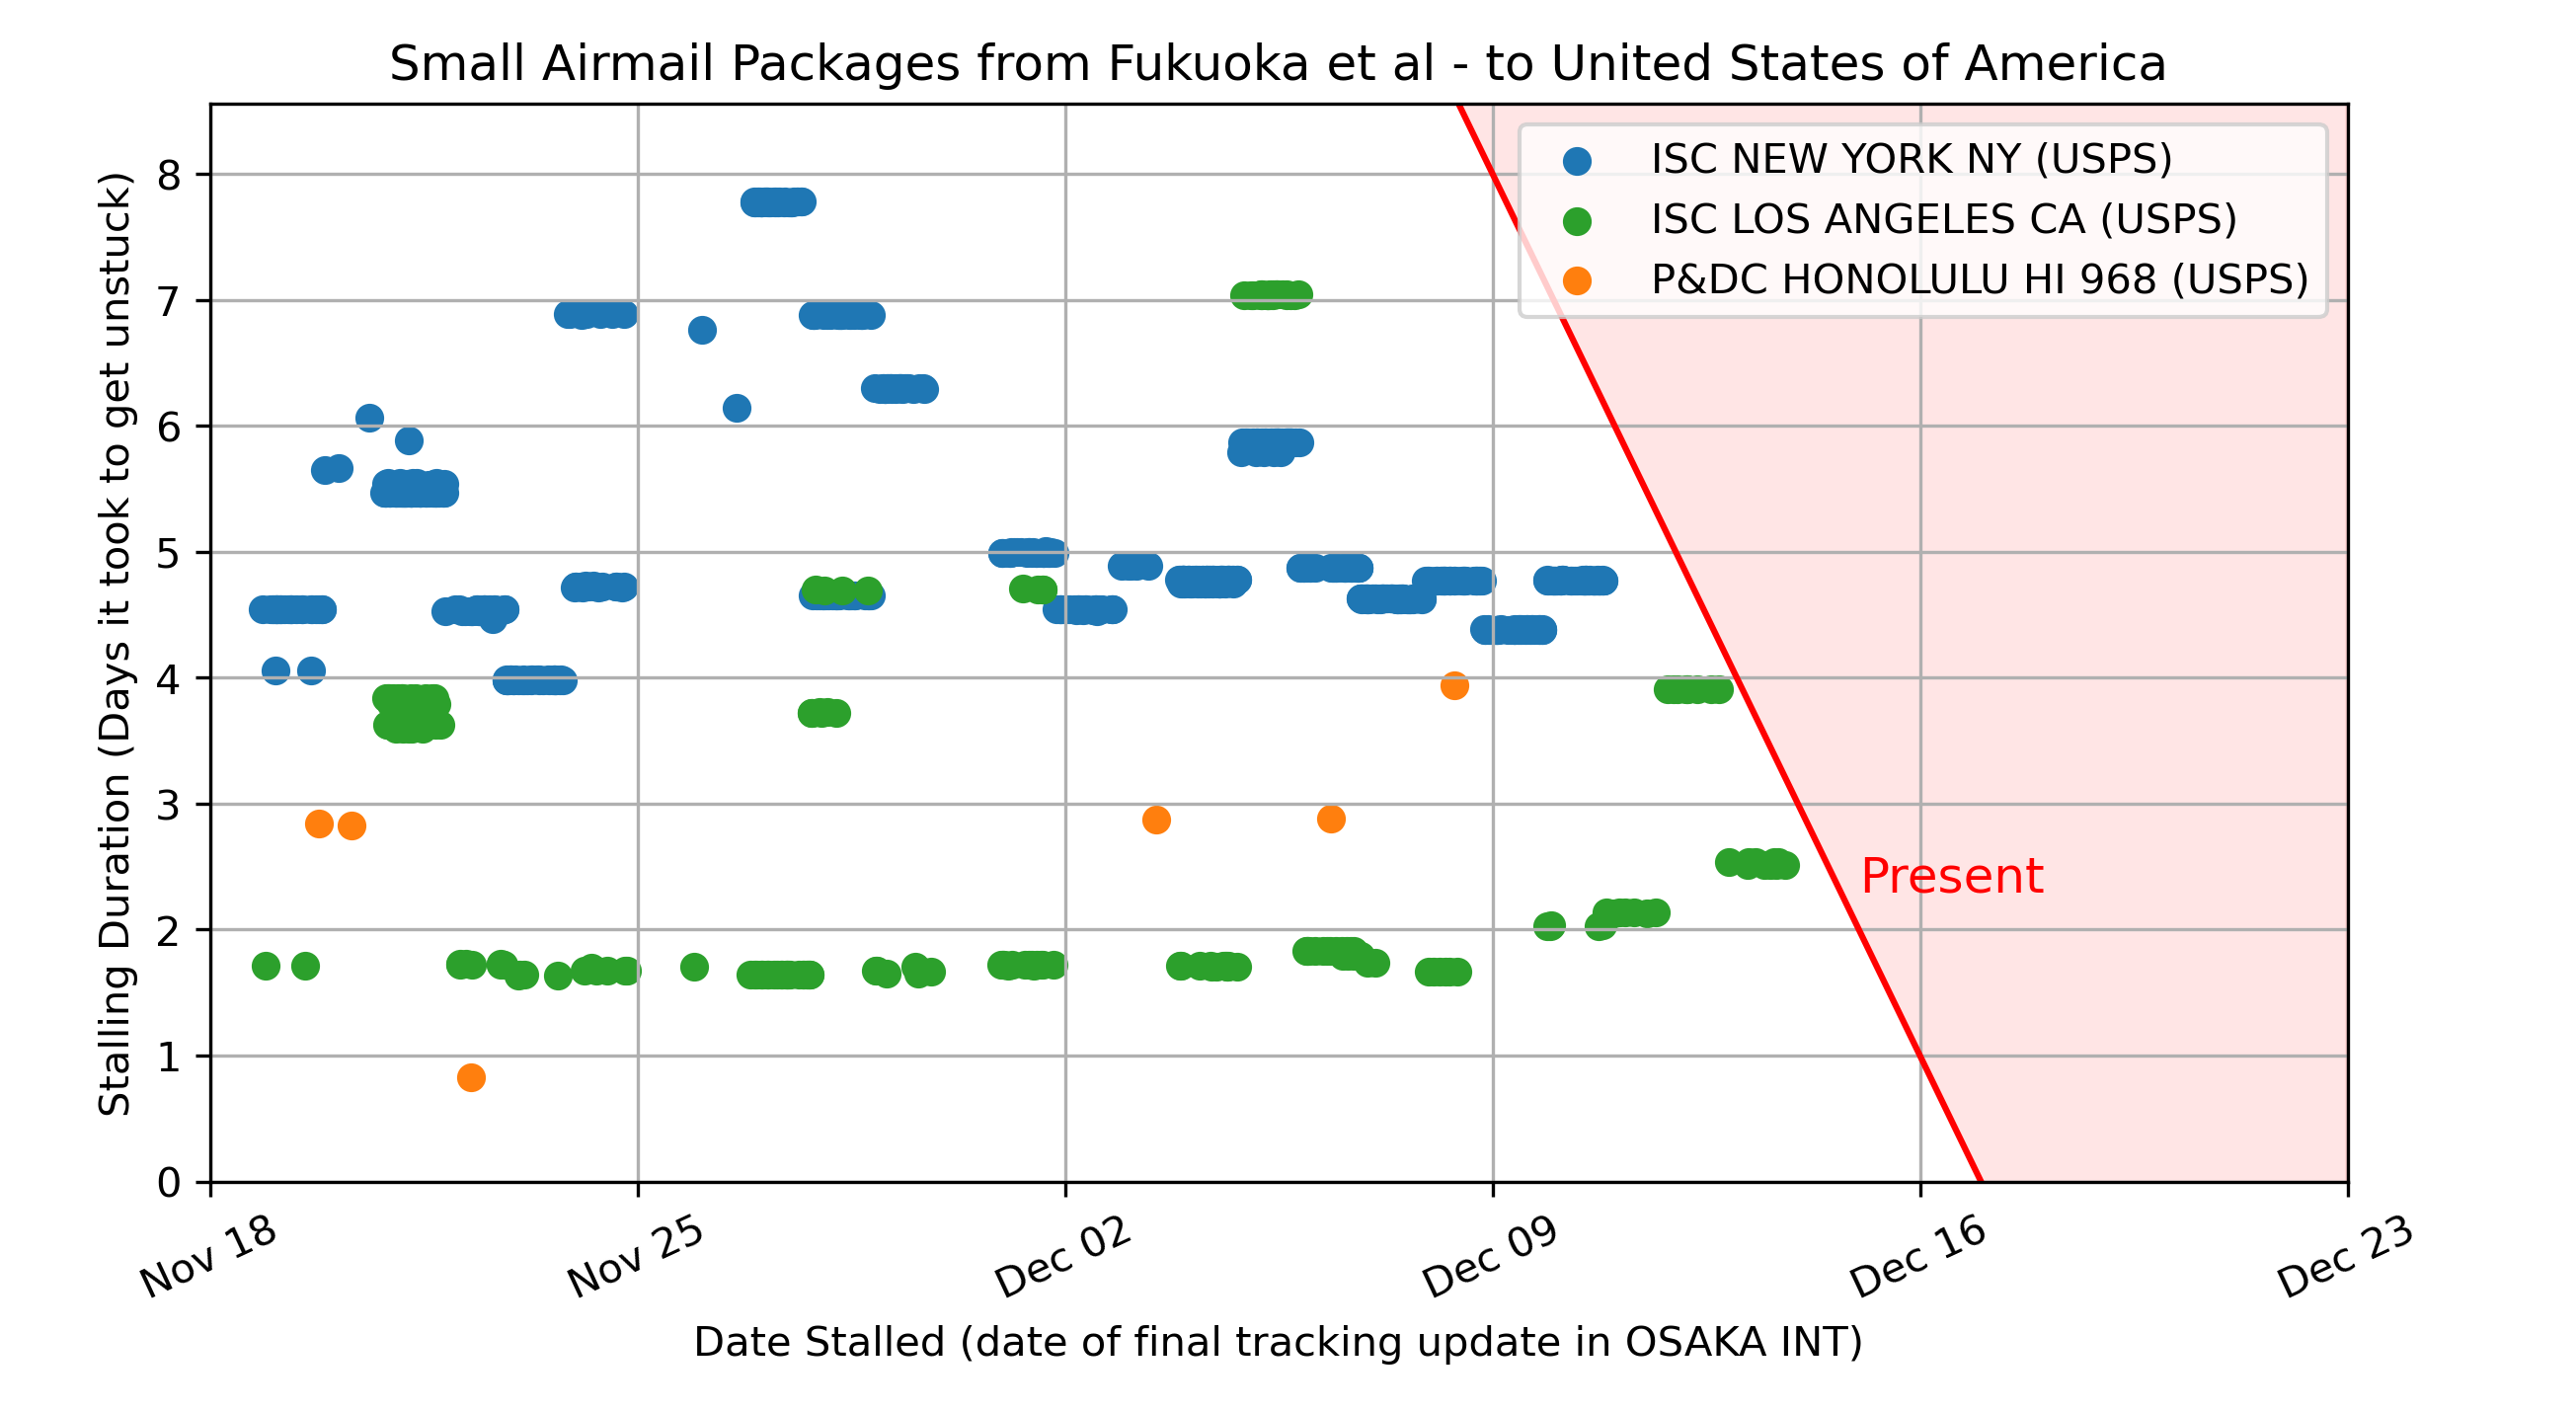 Small Airmail Packages from Fukuoka et al - to United States of America
Stalling Duration (Days it took to get unstuck)
8
7
6
5
4
3
2
1
0
ISC NEW YORK NY (USPS)
ISC LOS ANGELES CA (USPS)
P&DC HONOLULU HI 968 (USPS)
Present
Nov 18
Nov 25
Dec 02
Dec 09
Dec 16
Dec 23
Date Stalled (date of final tracking update in OSAKA INT)